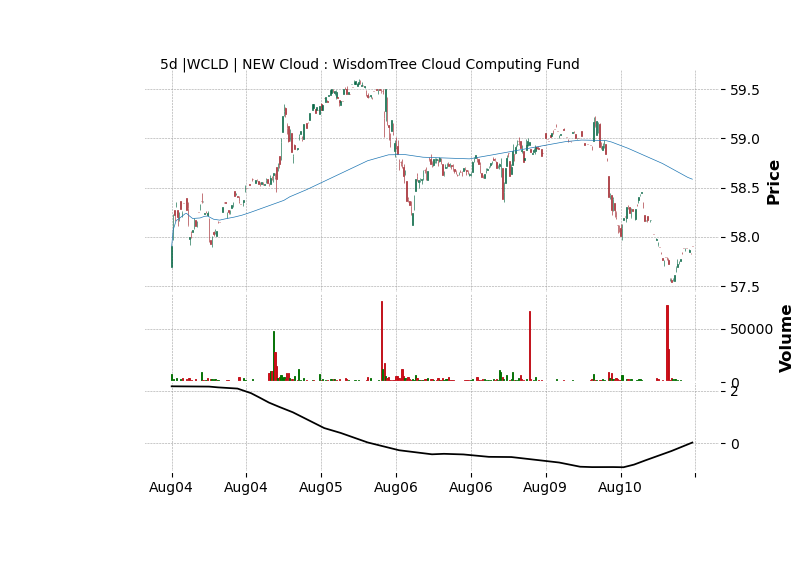 5d |WCLD | NEW Cloud : WisdomTree Cloud Computing Fund
59.5
59.0
58.5
58.0
57.5
Price
50000
0
Volume
2
0
Aug04
Aug04
Aug05
Aug06
Aug06
Aug09
Aug10